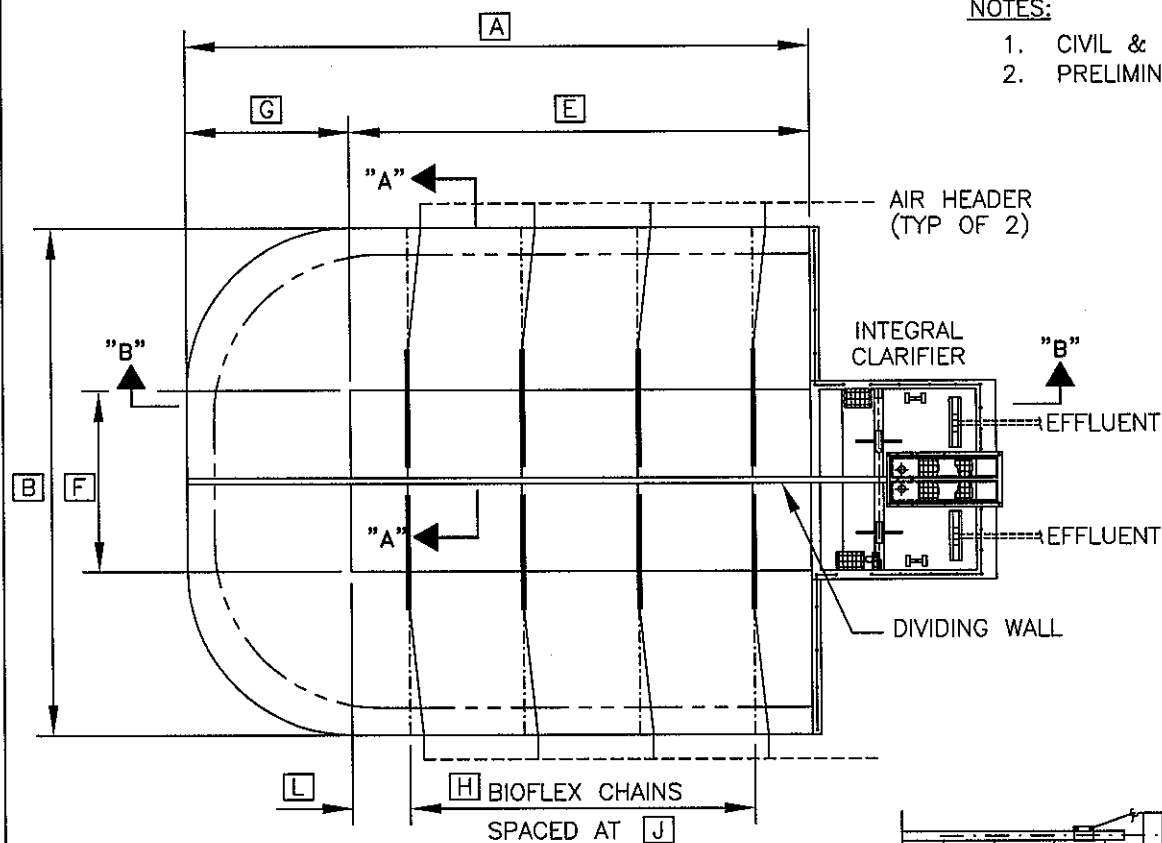 NOTES:
1. CIVIL &
2. PRELIMIN
A
G
E
"A"
AIR HEADER
(TYP OF 2)
INTEGRAL
CLARIFIER
"B"
"B"
EFFLUENT
B
F
"A"
EFFLUENT
DIVIDING WALL
L
H BIOFLEX CHAINS
SPACED AT J